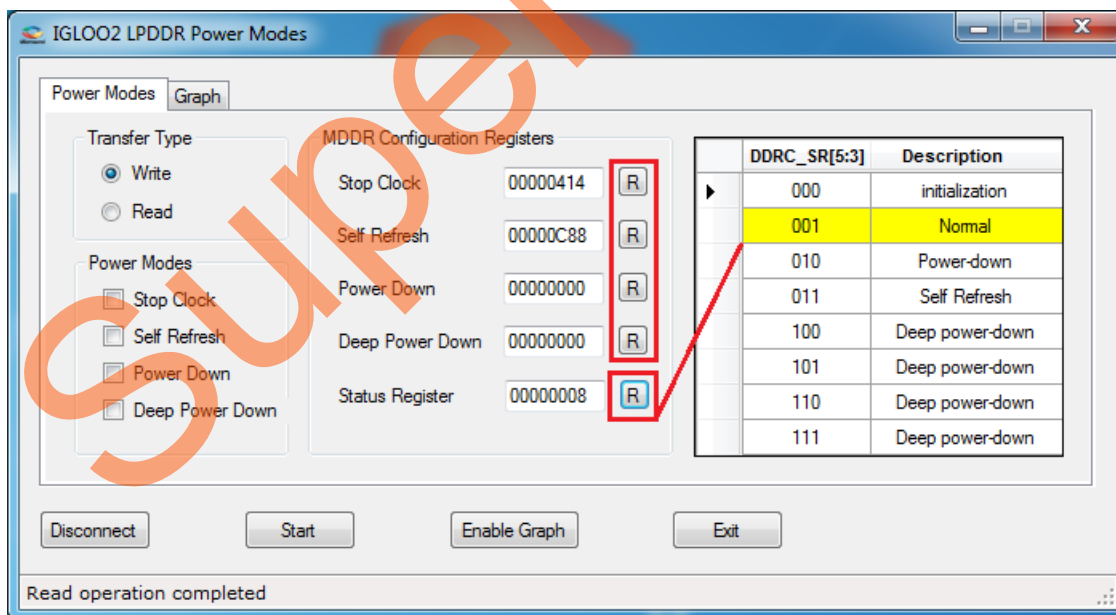 IGLOO2 LPDDR Power Modes
Power Modes Graph
Transfer Type
Write
Read
Power Modes
Stop Clock
Self Refresh
Power Down
Deep Power Down
MDDR Configuration Registers
Stop Clock 00000414 R
Self Refresh 00000C88 R
Power Down 00000000 R
Deep Power Down 00000000 R
Status Register 00000008 R
DDRC_SR[5:3] Description
000 initialization
001 Normal
010 Power-down
011 Self Refresh
100 Deep power-down
101 Deep power-down
110 Deep power-down
111 Deep power-down
Disconnect Start Enable Graph Exit
Read operation completed
Super